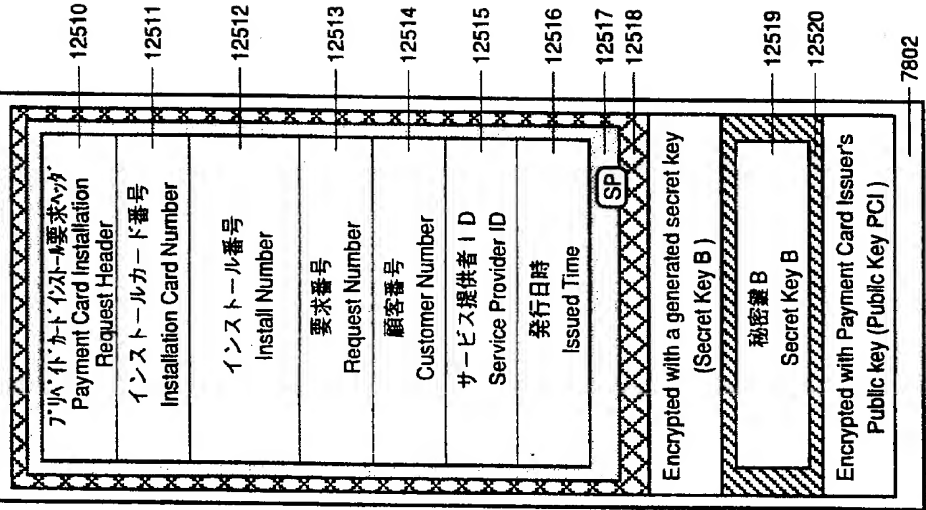 ﾌﾟﾘﾍﾟｲﾄﾞｶｰﾄﾞｲﾝｽﾄｰﾙ要求ﾍｯﾀﾞ
Payment Card Installation
Request Header
12510
インストールカード番号
Installation Card Number
12511
インストール番号
Install Number
12512
要求番号
Request Number
12513
顧客番号
Customer Number
12514
サービス提供者ID
Service Provider ID
12515
発行日時
Issued Time
12516
SP
12517
12518
Encrypted with a generated secret key
(Secret Key B )
秘密鍵 B
Secret Key B
12519
12520
Encrypted with Payment Card Issuer's
Public key (Public Key PCI )
7802